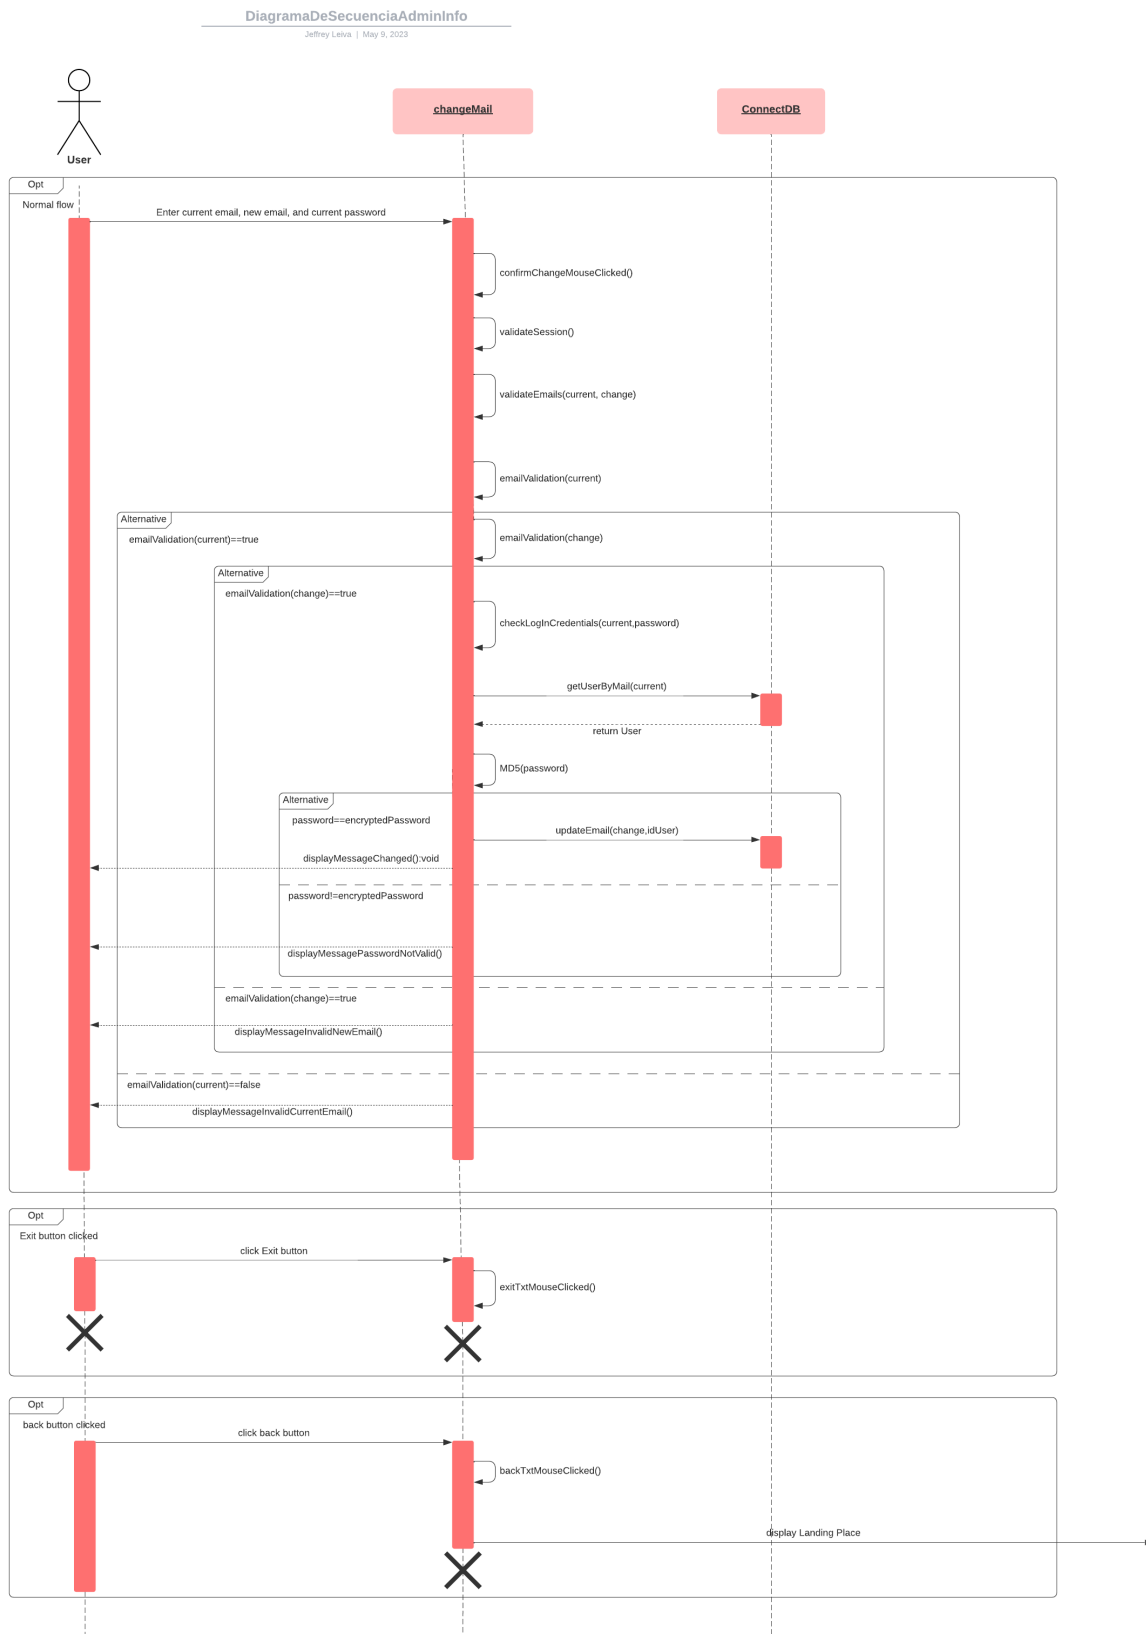 DiagramaDeSecuenciaAdminInfo
Jeffrey Leiva | May 9, 2023
User
changeMail
ConnectDB
Opt
Normal flow
Enter current email, new email, and current password
confirmChangeMouseClicked()
validateSession()
validateEmails(current, change)
emailValidation(current)
Alternative
emailValidation(current)==true
emailValidation(change)
Alternative
emailValidation(change)==true
checkLogInCredentials(current,password)
getUserByMail(current)
return User
MD5(password)
Alternative
password==encryptedPassword
updateEmail(change,idUser)
displayMessageChanged():void
password!=encryptedPassword
displayMessagePasswordNotValid()
emailValidation(change)==true
displayMessageInvalidNewEmail()
emailValidation(current)==false
displayMessageInvalidCurrentEmail()
Opt
Exit button clicked
click Exit button
exitTxtMouseClicked()
Opt
back button clicked
click back button
backTxtMouseClicked()
display Landing Place